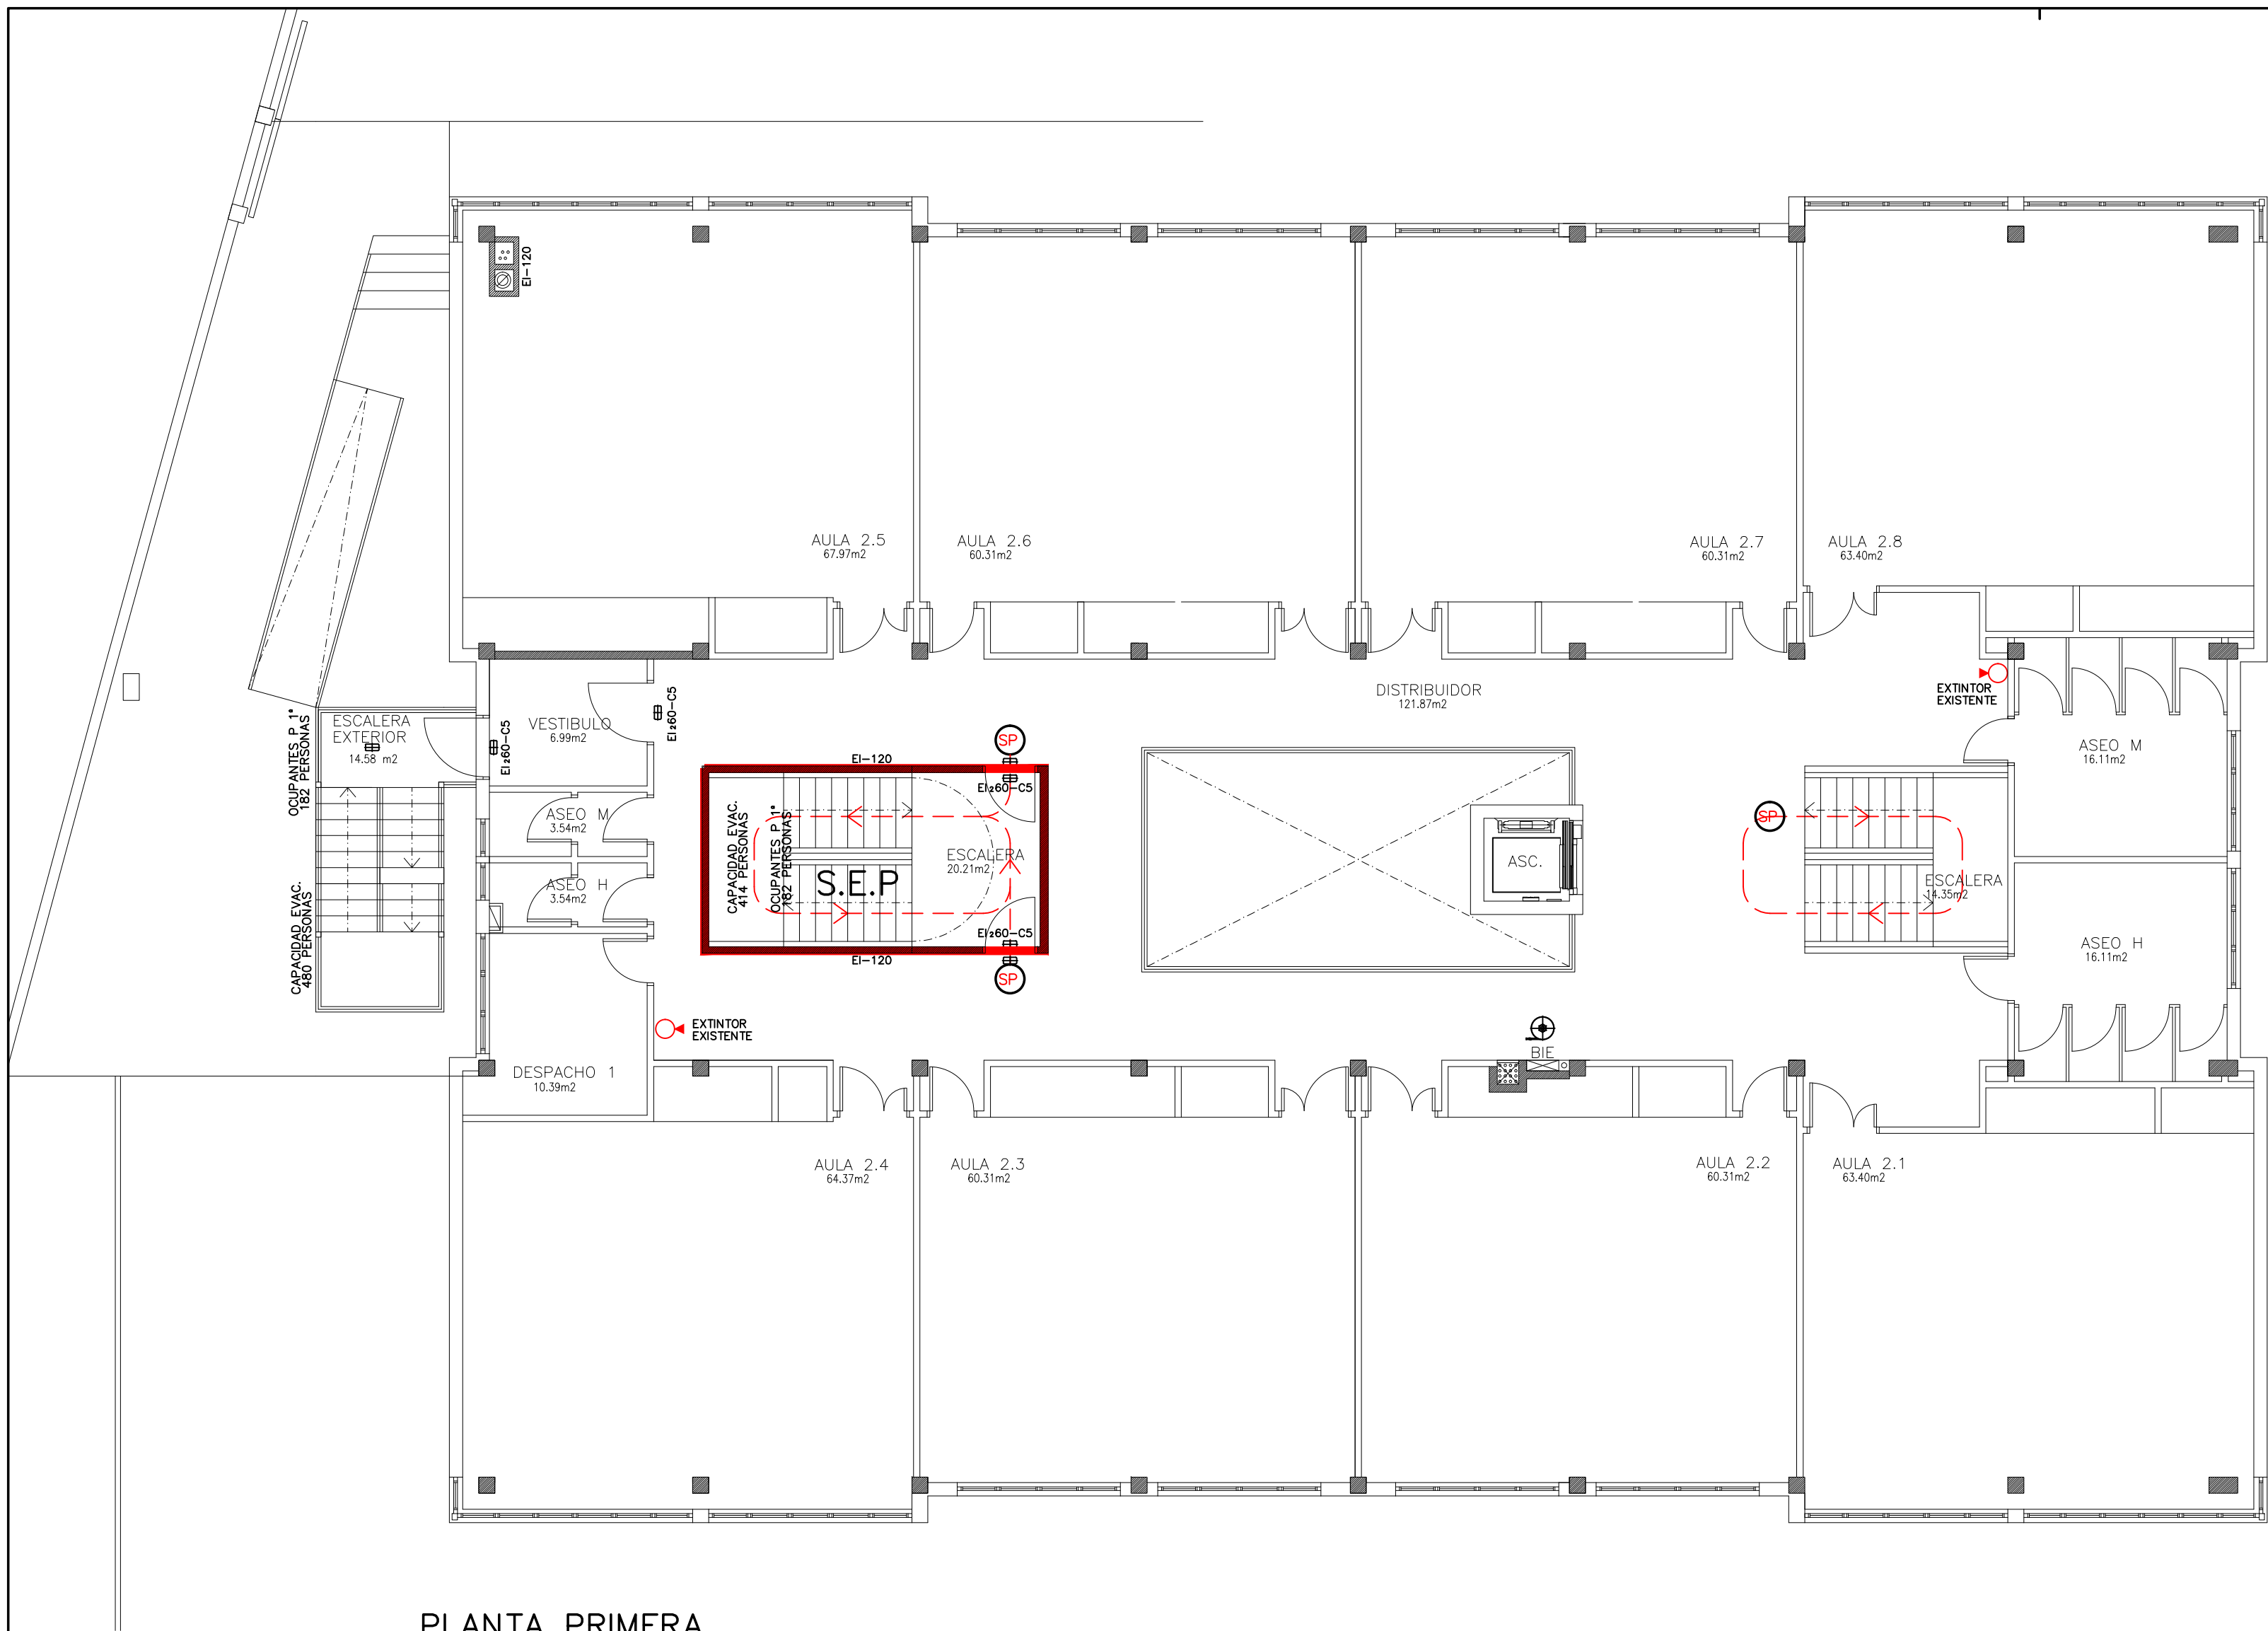 EI-120
AULA 2.5
67.97m2
AULA 2.6
60.31m2
AULA 2.7
60.31m2
AULA 2.8
63.40m2
OCUPANTES P 1ª
182 PERSONAS
ESCALERA
EXTERIOR
14.58 m2
EI₂60-C5
VESTIBULO
6.99m2
EI₂60-C5
DISTRIBUIDOR
121.87m2
EXTINTOR
EXISTENTE
SP
EI-120
EI₂60-C5
ASEO M
3.54m2
ASEO H
3.54m2
CAPACIDAD EVAC.
414 PERSONAS
OCUPANTES P 1ª
182 PERSONAS
S.E.P
ESCALERA
20.21m2
EI₂60-C5
EI-120
SP
ASC.
SP
ESCALERA
14.35m2
ASEO M
16.11m2
ASEO H
16.11m2
CAPACIDAD EVAC.
480 PERSONAS
EXTINTOR
EXISTENTE
BIE
DESPACHO 1
10.39m2
AULA 2.4
64.37m2
AULA 2.3
60.31m2
AULA 2.2
60.31m2
AULA 2.1
63.40m2
PLANTA PRIMERA